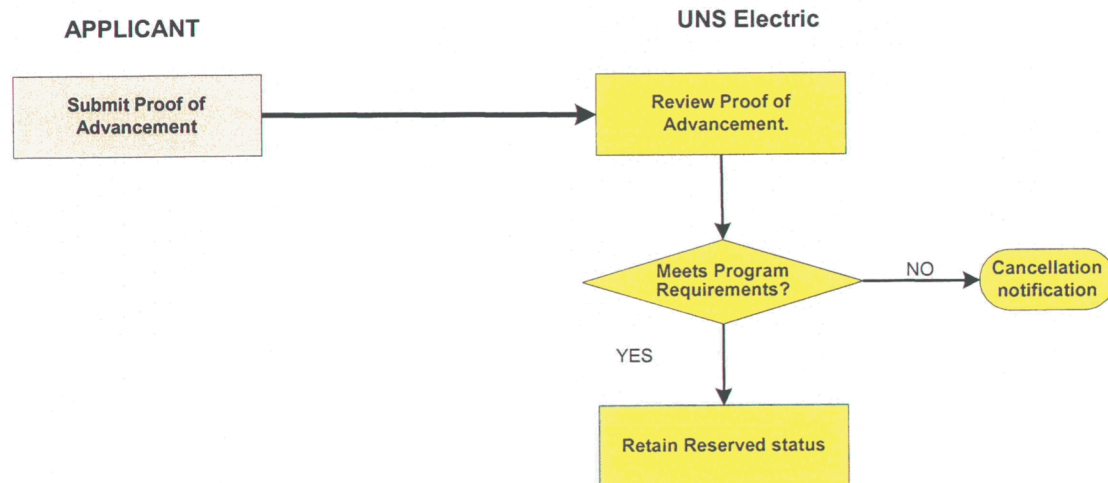 APPLICANT
UNS Electric
Submit Proof of
Advancement
Review Proof of
Advancement.
Meets Program
Requirements?
NO
Cancellation
notification
YES
Retain Reserved status